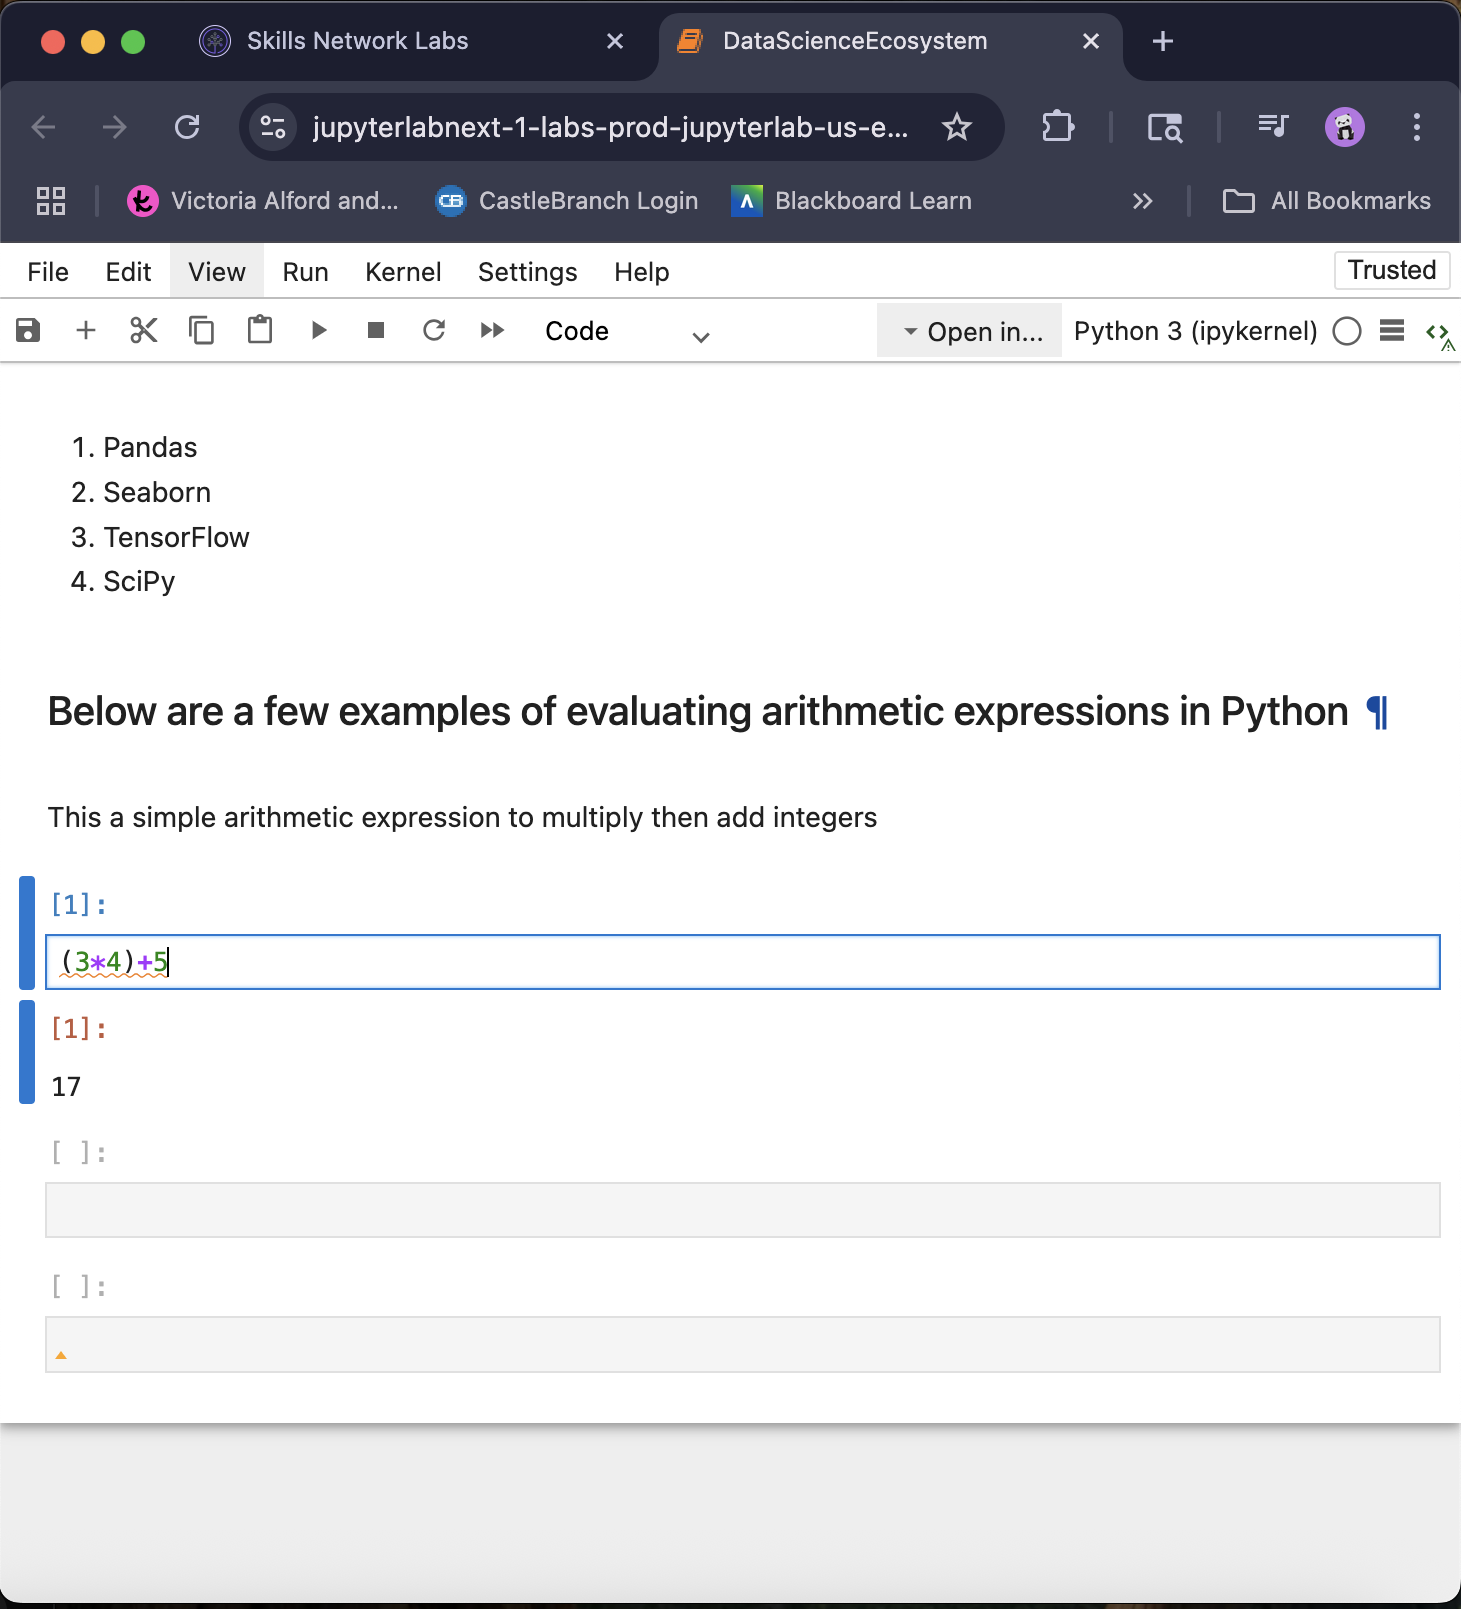 Skills Network Labs
DataScienceEcosystem
jupyterlabnext-1-labs-prod-jupyterlab-us-e...
Victoria Alford and...
CB CastleBranch Login
Blackboard Learn
All Bookmarks
File Edit View Run Kernel Settings Help
Trusted
Code
Open in...
Python 3 (ipykernel)
1. Pandas
2. Seaborn
3. TensorFlow
4. SciPy
Below are a few examples of evaluating arithmetic expressions in Python ¶
This a simple arithmetic expression to multiply then add integers
[1]:
(3*4)+5
[1]:
17
[ ]:
[ ]: